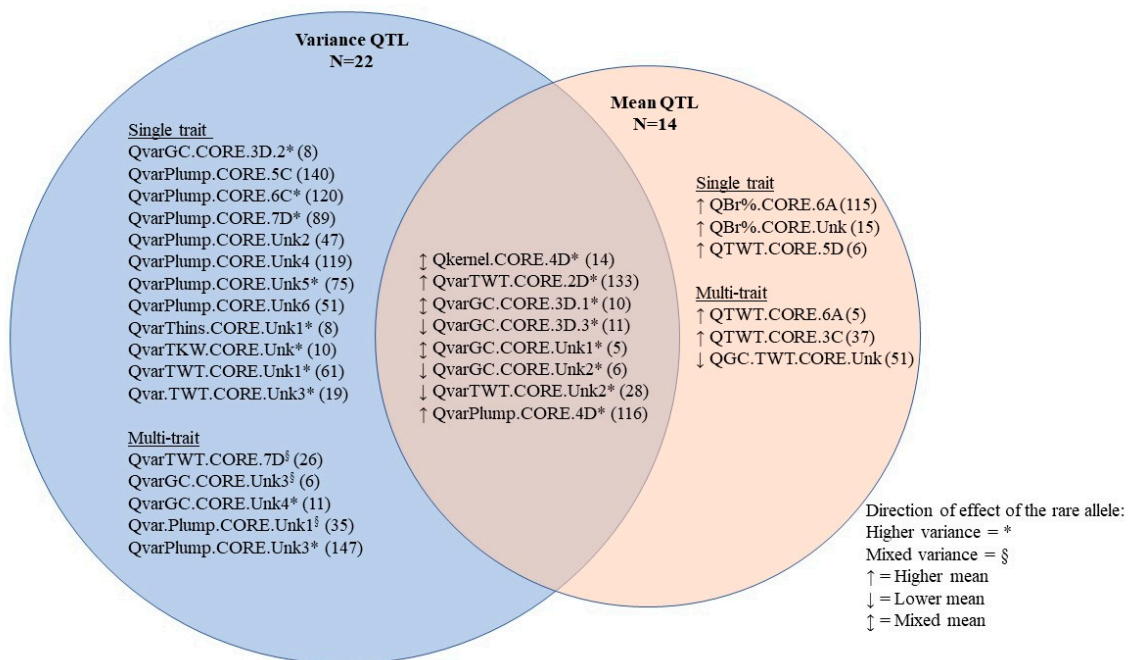 Variance QTL
N=22
Single trait
QvarGC.CORE.3D.2* (8)
QvarPlump.CORE.5C (140)
QvarPlump.CORE.6C* (120)
QvarPlump.CORE.7D* (89)
QvarPlump.CORE.Unk2 (47)
QvarPlump.CORE.Unk4 (119)
QvarPlump.CORE.Unk5* (75)
QvarPlump.CORE.Unk6 (51)
QvarThins.CORE.Unk1* (8)
QvarTKW.CORE.Unk* (10)
QvarTWT.CORE.Unk1* (61)
Qvar.TWT.CORE.Unk3* (19)
Multi-trait
QvarTWT.CORE.7D§ (26)
QvarGC.CORE.Unk3§ (6)
QvarGC.CORE.Unk4* (11)
Qvar.Plump.CORE.Unk1§ (35)
QvarPlump.CORE.Unk3* (147)
↕ Qkernel.CORE.4D* (14)
↑ QvarTWT.CORE.2D* (133)
↕ QvarGC.CORE.3D.1* (10)
↓ QvarGC.CORE.3D.3* (11)
↕ QvarGC.CORE.Unk1* (5)
↓ QvarGC.CORE.Unk2* (6)
↓ QvarTWT.CORE.Unk2* (28)
↑ QvarPlump.CORE.4D* (116)
Mean QTL
N=14
Single trait
↑ QBr%.CORE.6A (115)
↑ QBr%.CORE.Unk (15)
↑ QTWT.CORE.5D (6)
Multi-trait
↑ QTWT.CORE.6A (5)
↑ QTWT.CORE.3C (37)
↓ QGC.TWT.CORE.Unk (51)
Direction of effect of the rare allele:
Higher variance = *
Mixed variance = §
↑ = Higher mean
↓ = Lower mean
↕ = Mixed mean